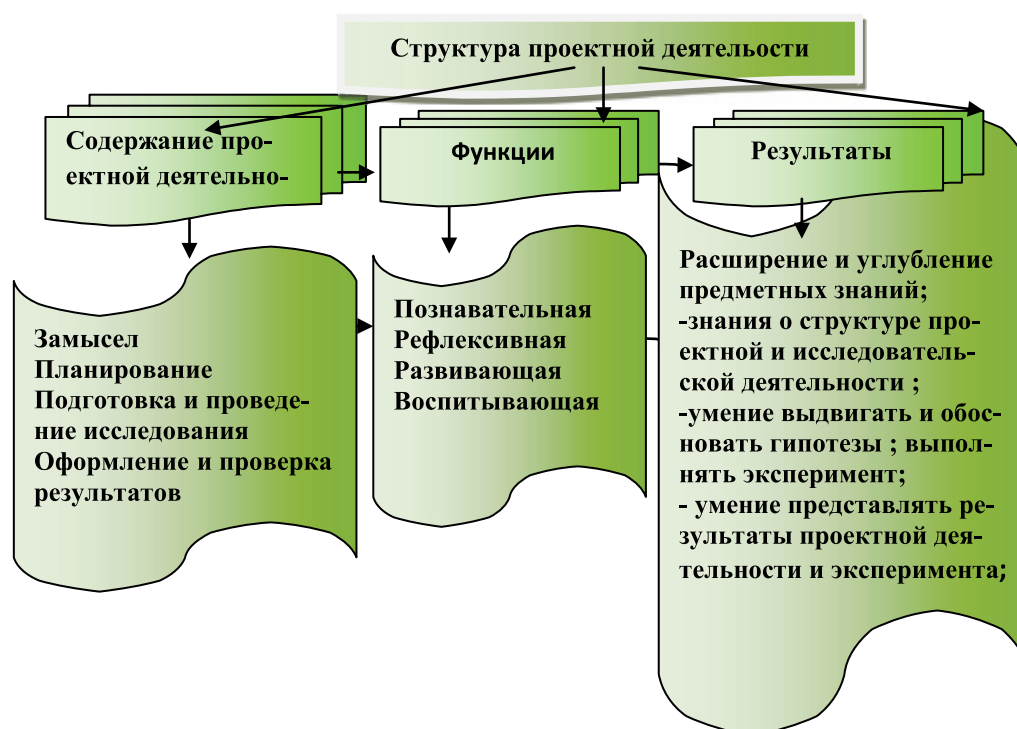 Структура проектной деятельости
Содержание про-
ектной деятельно-
Функции
Результаты
Замысел
Планирование
Подготовка и проведе-
ние исследования
Оформление и проверка
результатов
Познавательная
Рефлексивная
Развивающая
Воспитывающая
Расширение и углубление
предметных знаний;
-знания о структуре про-
ектной и исследователь-
ской деятельности ;
-умение выдвигать и обос-
новать гипотезы ; выпол-
нять эксперимент;
- умение представлять ре-
зультаты проектной дея-
тельности и эксперимента;